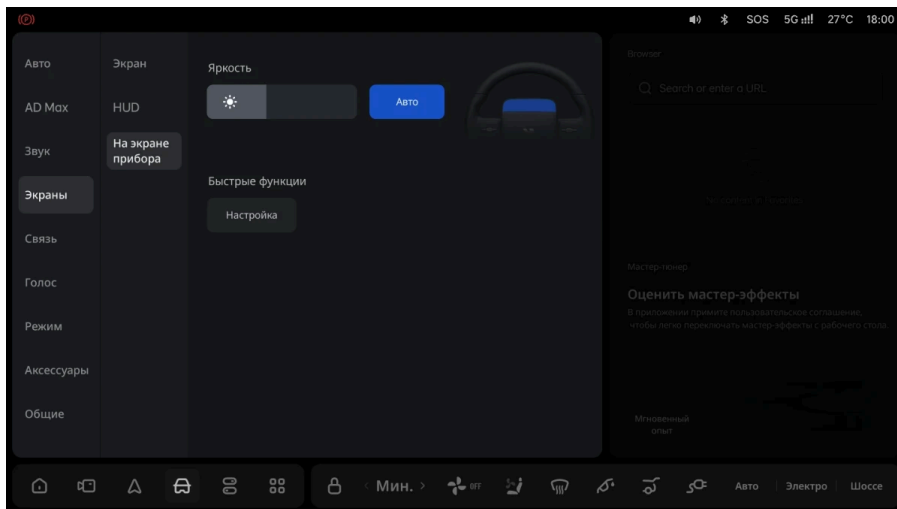 (P)
SOS 5G 27°C 18:00
Авто
AD Max
Звук
Экраны
Связь
Голос
Режим
Аксессуары
Общие
Экран
HUD
На экране
прибора
Яркость
Авто
Быстрые функции
Настройка
Browser
Search or enter a URL
Мастер-тюнер
Оценить мастер-эффекты
В приложении примите пользовательское соглашение,
чтобы легко переключать мастер-эффекты с рабочего стола.
Мгновенный
опыт
Мин. OFF Авто Электро Шоссе